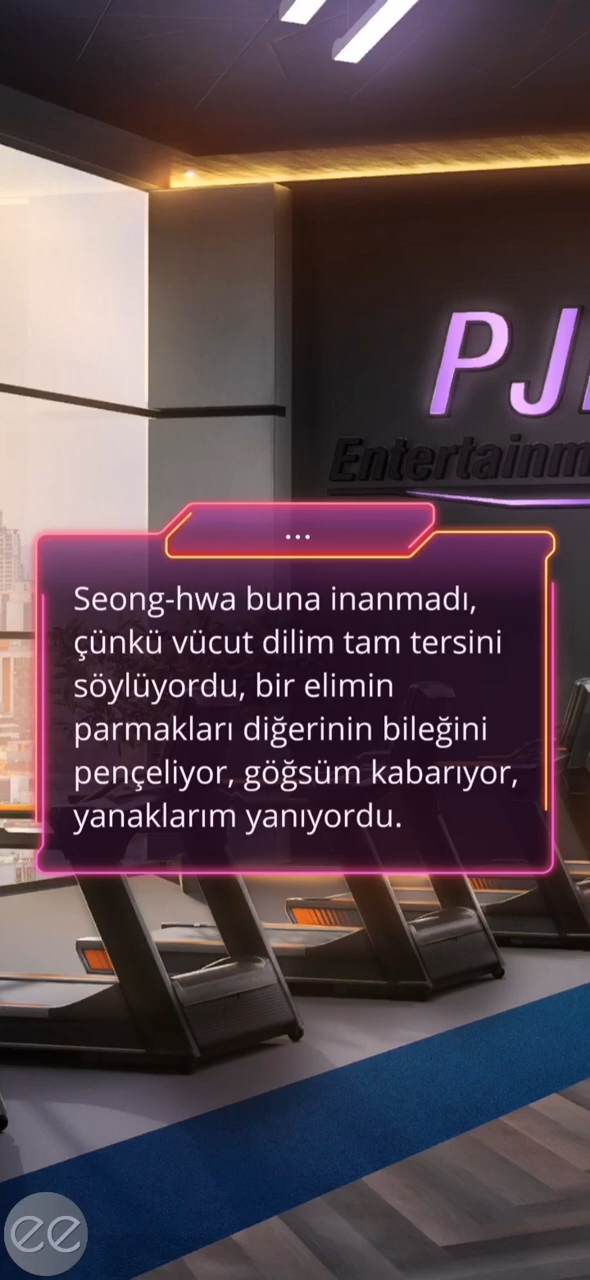 PJ
Entertainm
...
Seong-hwa buna inanmadı,
çünkü vücut dilim tam tersini
söylüyordu, bir elimin
parmakları diğerinin bileğini
pençeliyor, göğsüm kabarıyor,
yanaklarım yanıyordu.
ee